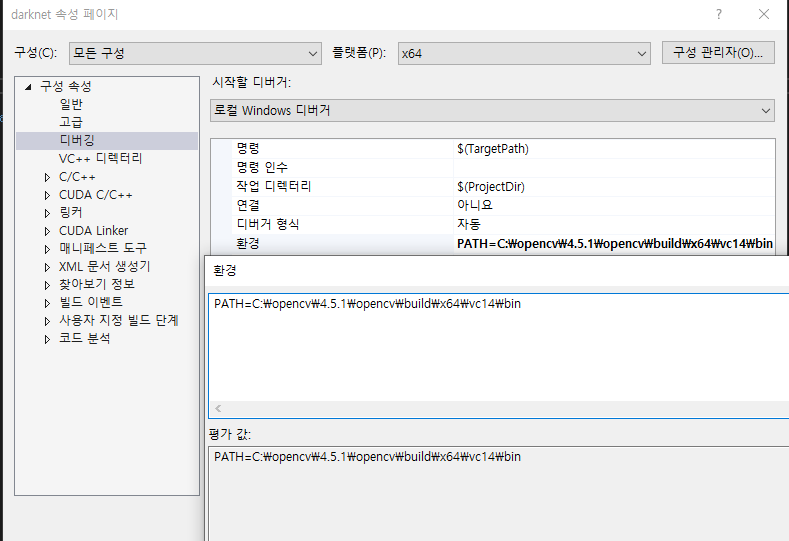 darknet 속성 페이지
? ×
구성(C): 모든 구성 플랫폼(P): x64 구성 관리자(O)...
구성 속성
일반
고급
디버깅
VC++ 디렉터리
C/C++
CUDA C/C++
링커
CUDA Linker
매니페스트 도구
XML 문서 생성기
찾아보기 정보
빌드 이벤트
사용자 지정 빌드 단계
코드 분석
시작할 디버거:
로컬 Windows 디버거
명령 $(TargetPath)
명령 인수
작업 디렉터리 $(ProjectDir)
연결 아니요
디버거 형식 자동
환경 PATH=C:₩opencv₩4.5.1₩opencv₩build₩x64₩vc14₩bin
환경
PATH=C:₩opencv₩4.5.1₩opencv₩build₩x64₩vc14₩bin
평가 값:
PATH=C:₩opencv₩4.5.1₩opencv₩build₩x64₩vc14₩bin